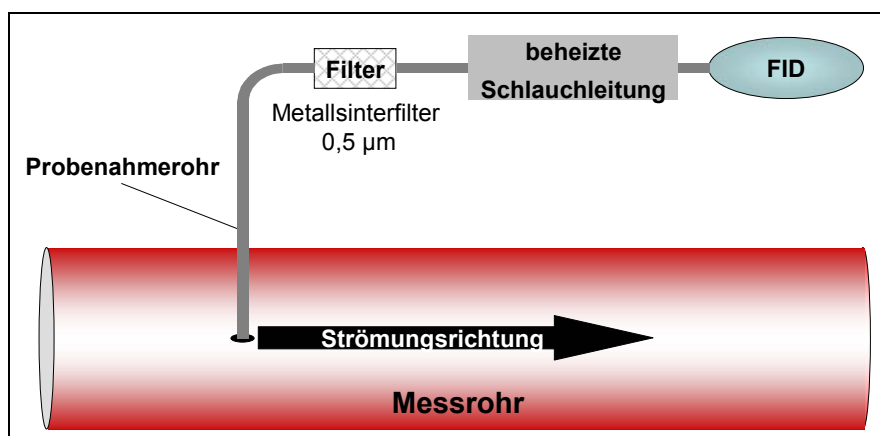 Filter
beheizte
Schlauchleitung
FID
Metallsinterfilter
0,5 µm
Probenahmerohr
Strömungsrichtung
Messrohr